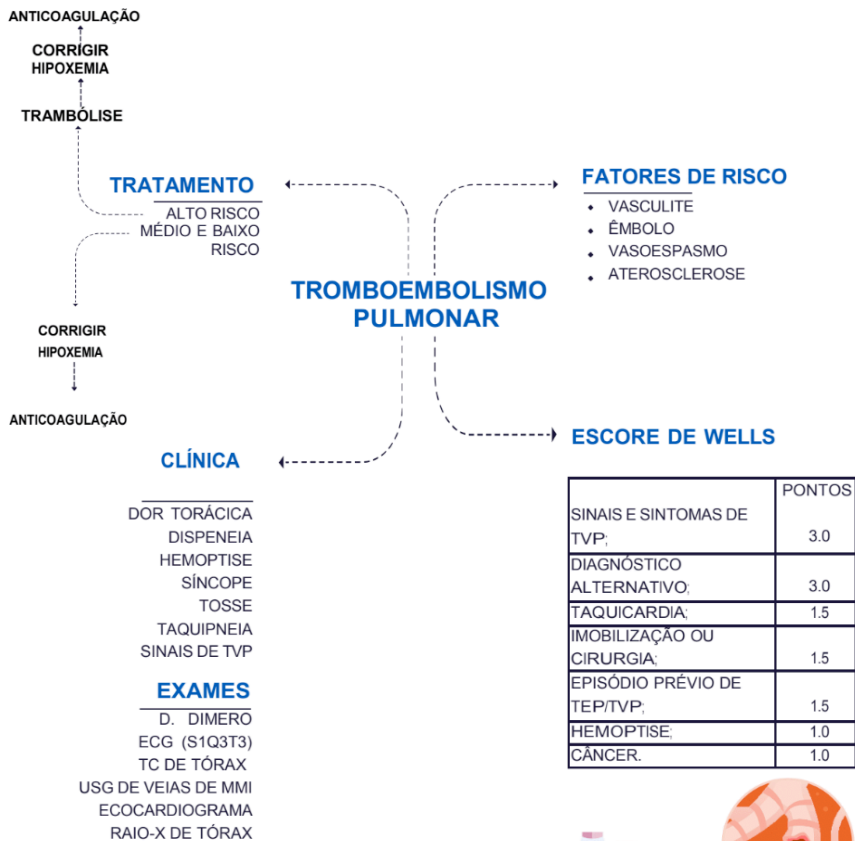 ANTICOAGULAÇÃO
CORRIGIR
HIPOXEMIA
TRAMBÓLISE
TRATAMENTO
ALTO RISCO
MÉDIO E BAIXO
RISCO
CORRIGIR
HIPOXEMIA
ANTICOAGULAÇÃO
TROMBOEMBOLISMO
PULMONAR
FATORES DE RISCO
• VASCULITE
• ÊMBOLO
• VASOESPASMO
• ATEROSCLEROSE
CLÍNICA
DOR TORÁCICA
DISPENEIA
HEMOPTISE
SÍNCOPE
TOSSE
TAQUIPNEIA
SINAIS DE TVP
EXAMES
D. DIMERO
ECG (S1Q3T3)
TC DE TÓRAX
USG DE VEIAS DE MMI
ECOCARDIOGRAMA
RAIO-X DE TÓRAX
ESCORE DE WELLS
PONTOS
SINAIS E SINTOMAS DE
TVP; 3.0
DIAGNÓSTICO
ALTERNATIVO; 3.0
TAQUICARDIA; 1.5
IMOBILIZAÇÃO OU
CIRURGIA; 1.5
EPISÓDIO PRÉVIO DE
TEP/TVP; 1.5
HEMOPTISE; 1.0
CÂNCER. 1.0